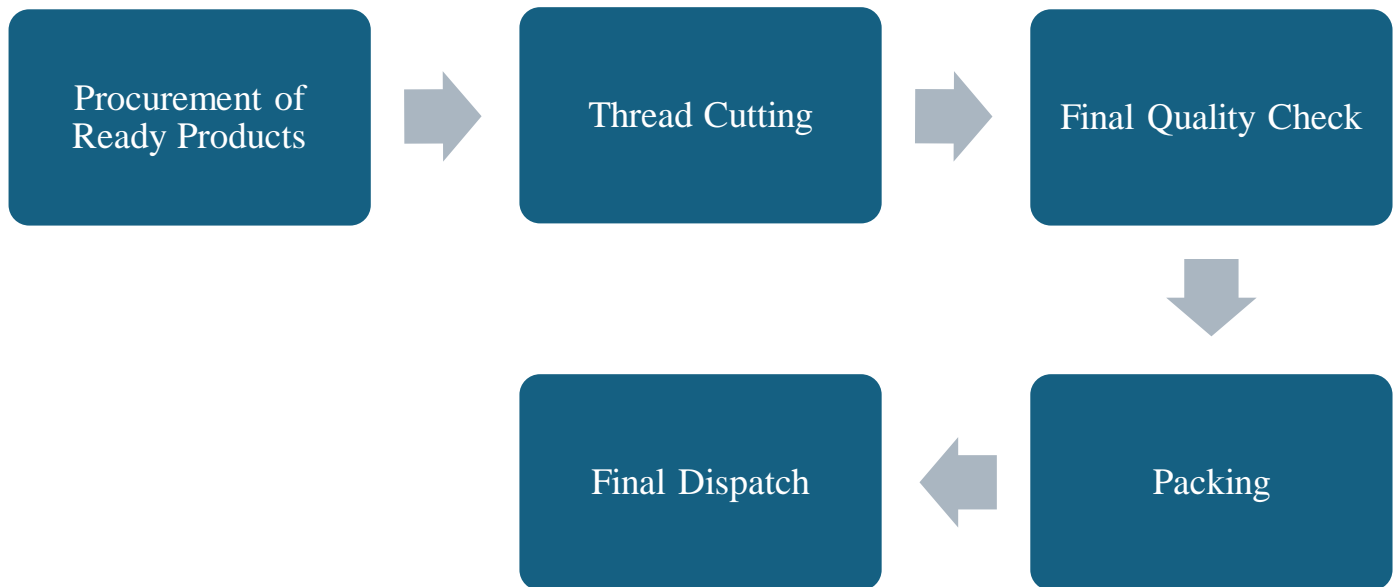 Procurement of
Ready Products
Thread Cutting
Final Quality Check
Packing
Final Dispatch